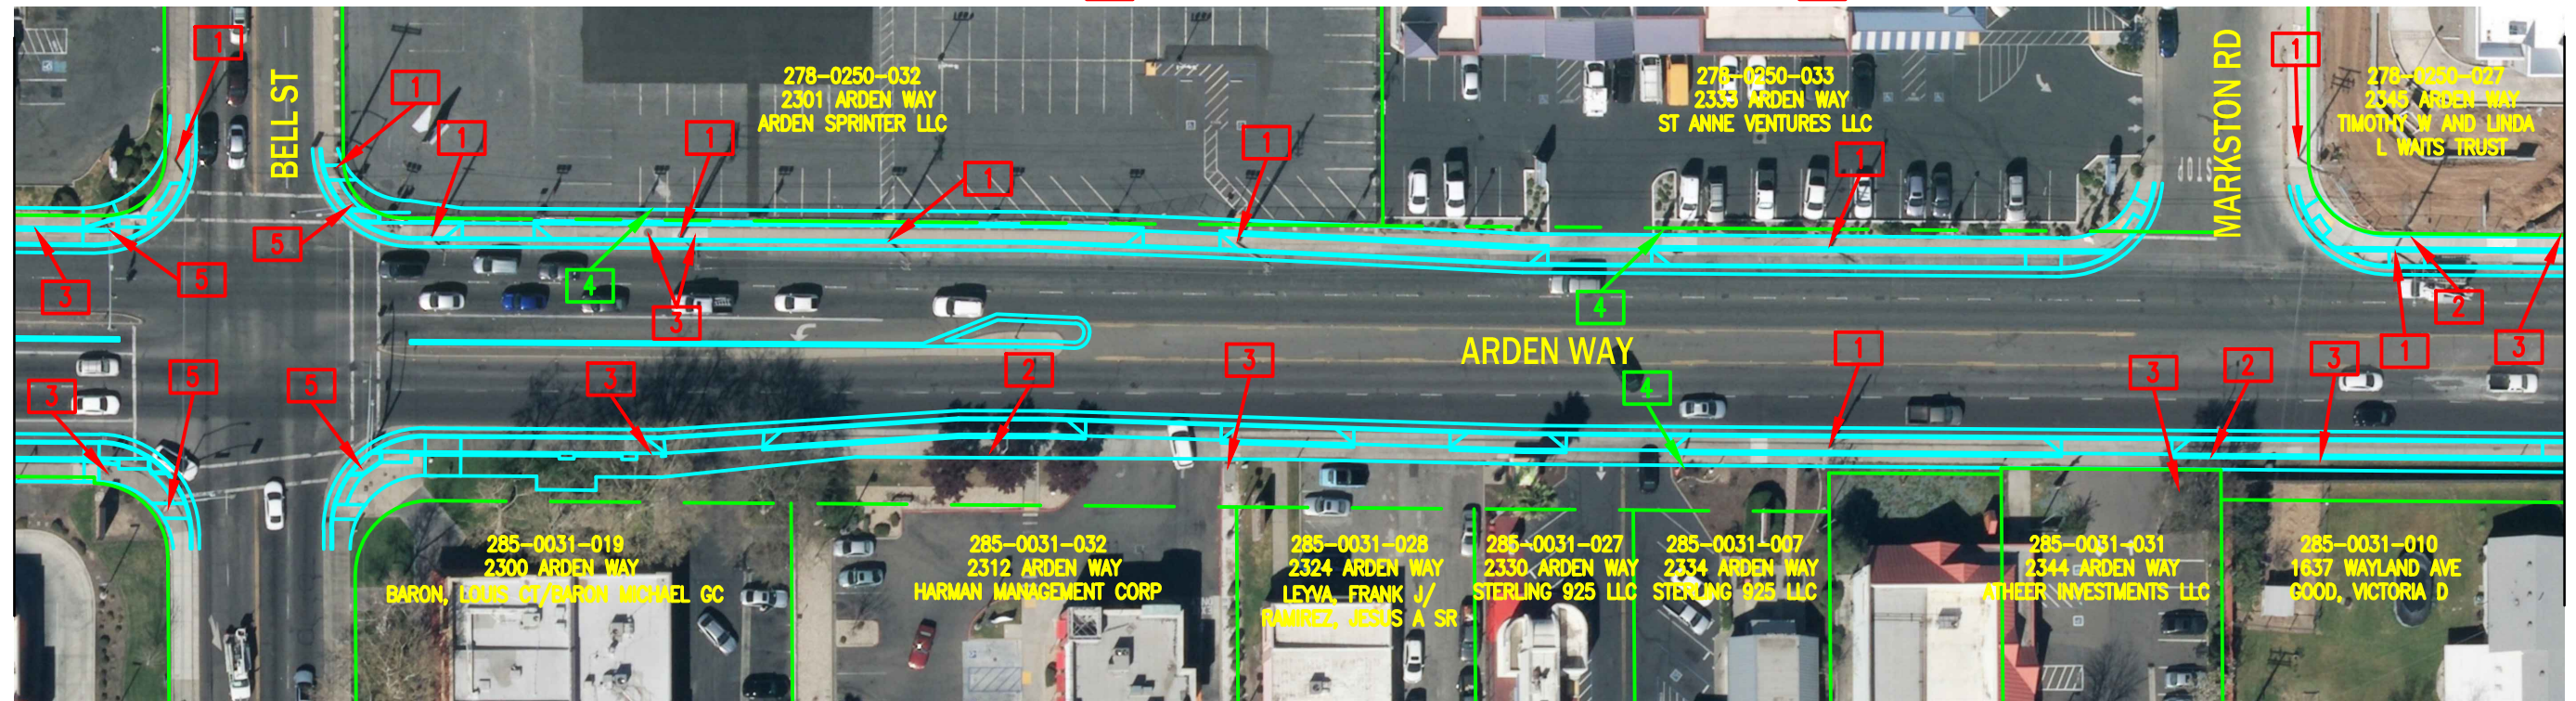 BELL ST
MARKSTON RD
ARDEN WAY
278-0250-032
2301 ARDEN WAY
ARDEN SPRINTER LLC
278-0250-033
2333 ARDEN WAY
ST ANNE VENTURES LLC
278-0250-027
2345 ARDEN WAY
TIMOTHY W AND LINDA
L WAITS TRUST
STOP
1
1
1
1
1
1
1
1
5
5
3
4
3
4
2
1
3
3
5
5
3
2
3
4
1
3
2
3
285-0031-019
2300 ARDEN WAY
BARON, LOUIS CT/BARON MICHAEL GC
285-0031-032
2312 ARDEN WAY
HARMAN MANAGEMENT CORP
285-0031-028
2324 ARDEN WAY
LEYVA, FRANK J/
RAMIREZ, JESUS A SR
285-0031-027
2330 ARDEN WAY
STERLING 925 LLC
285-0031-007
2334 ARDEN WAY
STERLING 925 LLC
285-0031-031
2344 ARDEN WAY
ATHEER INVESTMENTS LLC
285-0031-010
1637 WAYLAND AVE
GOOD, VICTORIA D